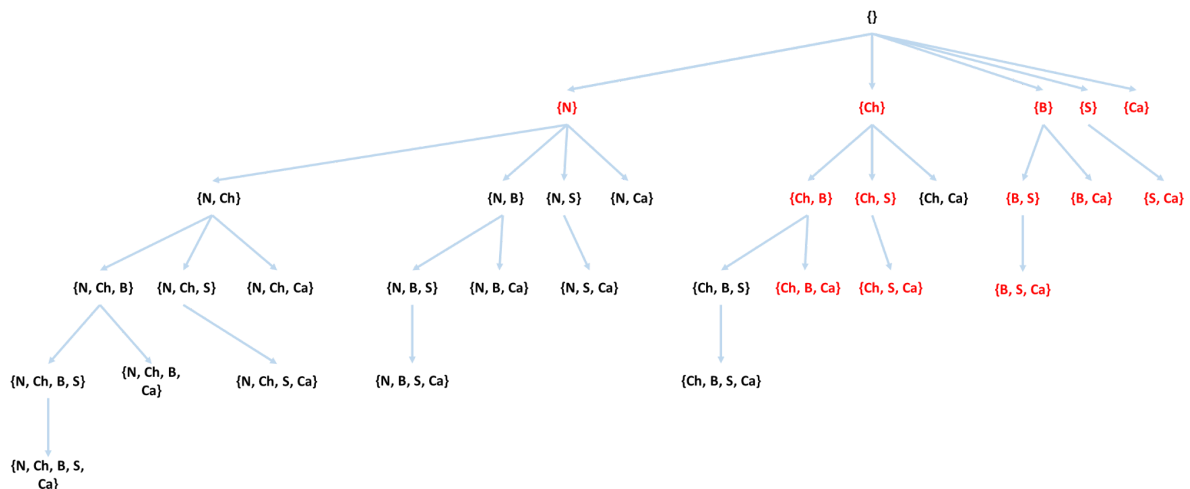 {}
{N} {Ch} {B} {S} {Ca}
{N, Ch} {N, B} {N, S} {N, Ca} {Ch, B} {Ch, S} {Ch, Ca} {B, S} {B, Ca} {S, Ca}
{N, Ch, B} {N, Ch, S} {N, Ch, Ca} {N, B, S} {N, B, Ca} {N, S, Ca} {Ch, B, S} {Ch, B, Ca} {Ch, S, Ca} {B, S, Ca}
{N, Ch, B, S} {N, Ch, B,
Ca} {N, Ch, S, Ca} {N, B, S, Ca} {Ch, B, S, Ca}
{N, Ch, B, S,
Ca}